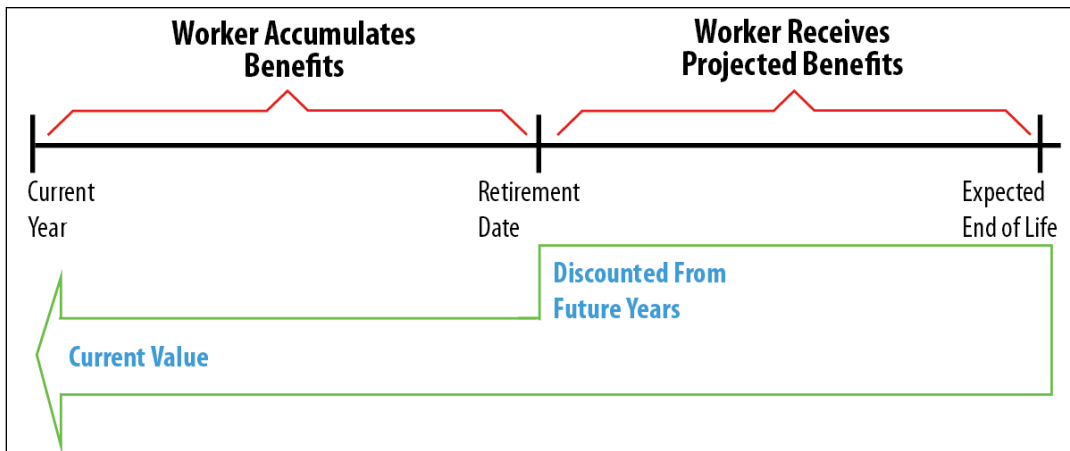 Worker Accumulates
Benefits
Worker Receives
Projected Benefits
Current
Year
Retirement
Date
Expected
End of Life
Discounted From
Future Years
Current Value